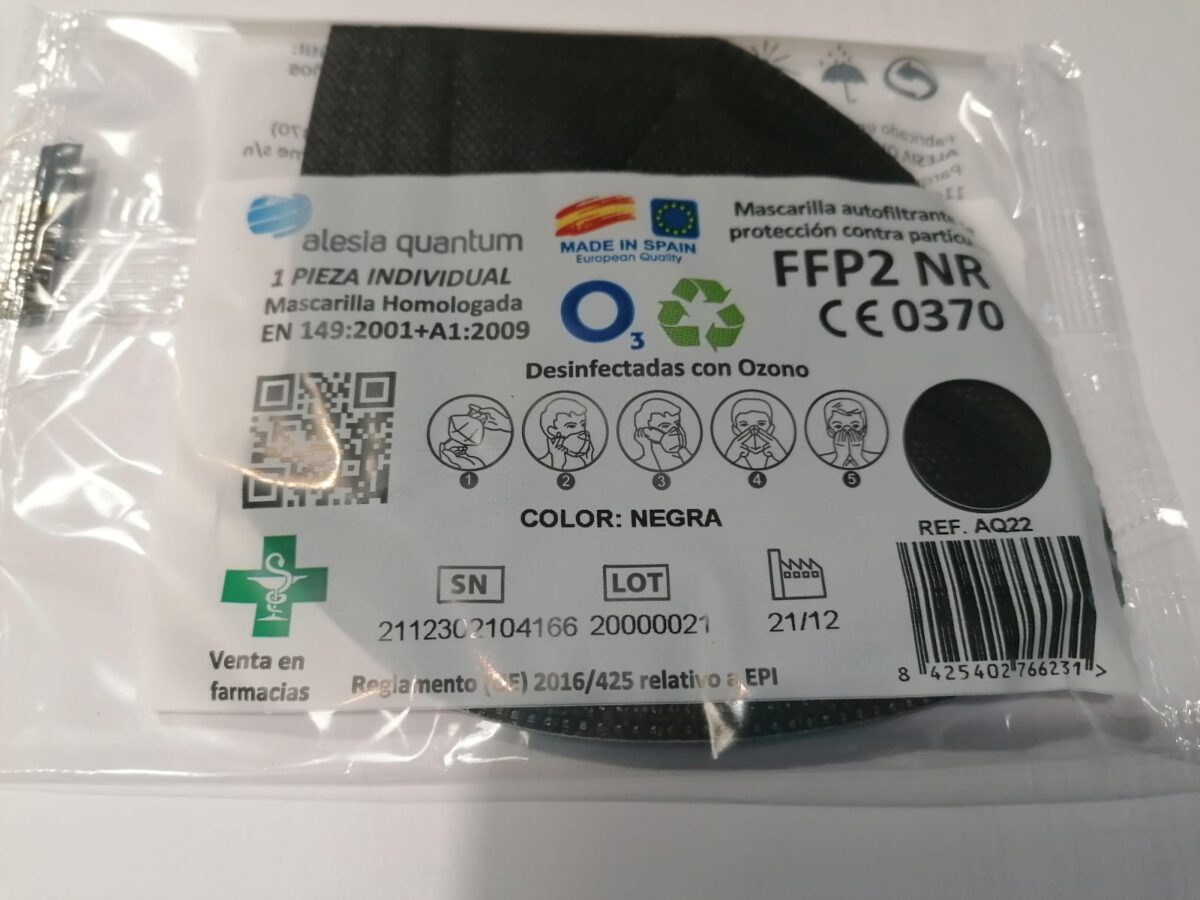 alesia quantum
1 PIEZA INDIVIDUAL
Mascarilla Homologada
EN 149:2001+A1:2009
MADE IN SPAIN
European Quality
O3
Mascarilla autofiltrante
protección contra
FFP2 NR
CE 0370
Desinfectadas con Ozono
1 2 3 4 5
COLOR: NEGRA
REF. AQ22
SN
2112302104166
LOT
20000021
21/12
Venta en
farmacias
Reglamento (UE) 2016/425 relativo a EPI
8 425402 766231 >